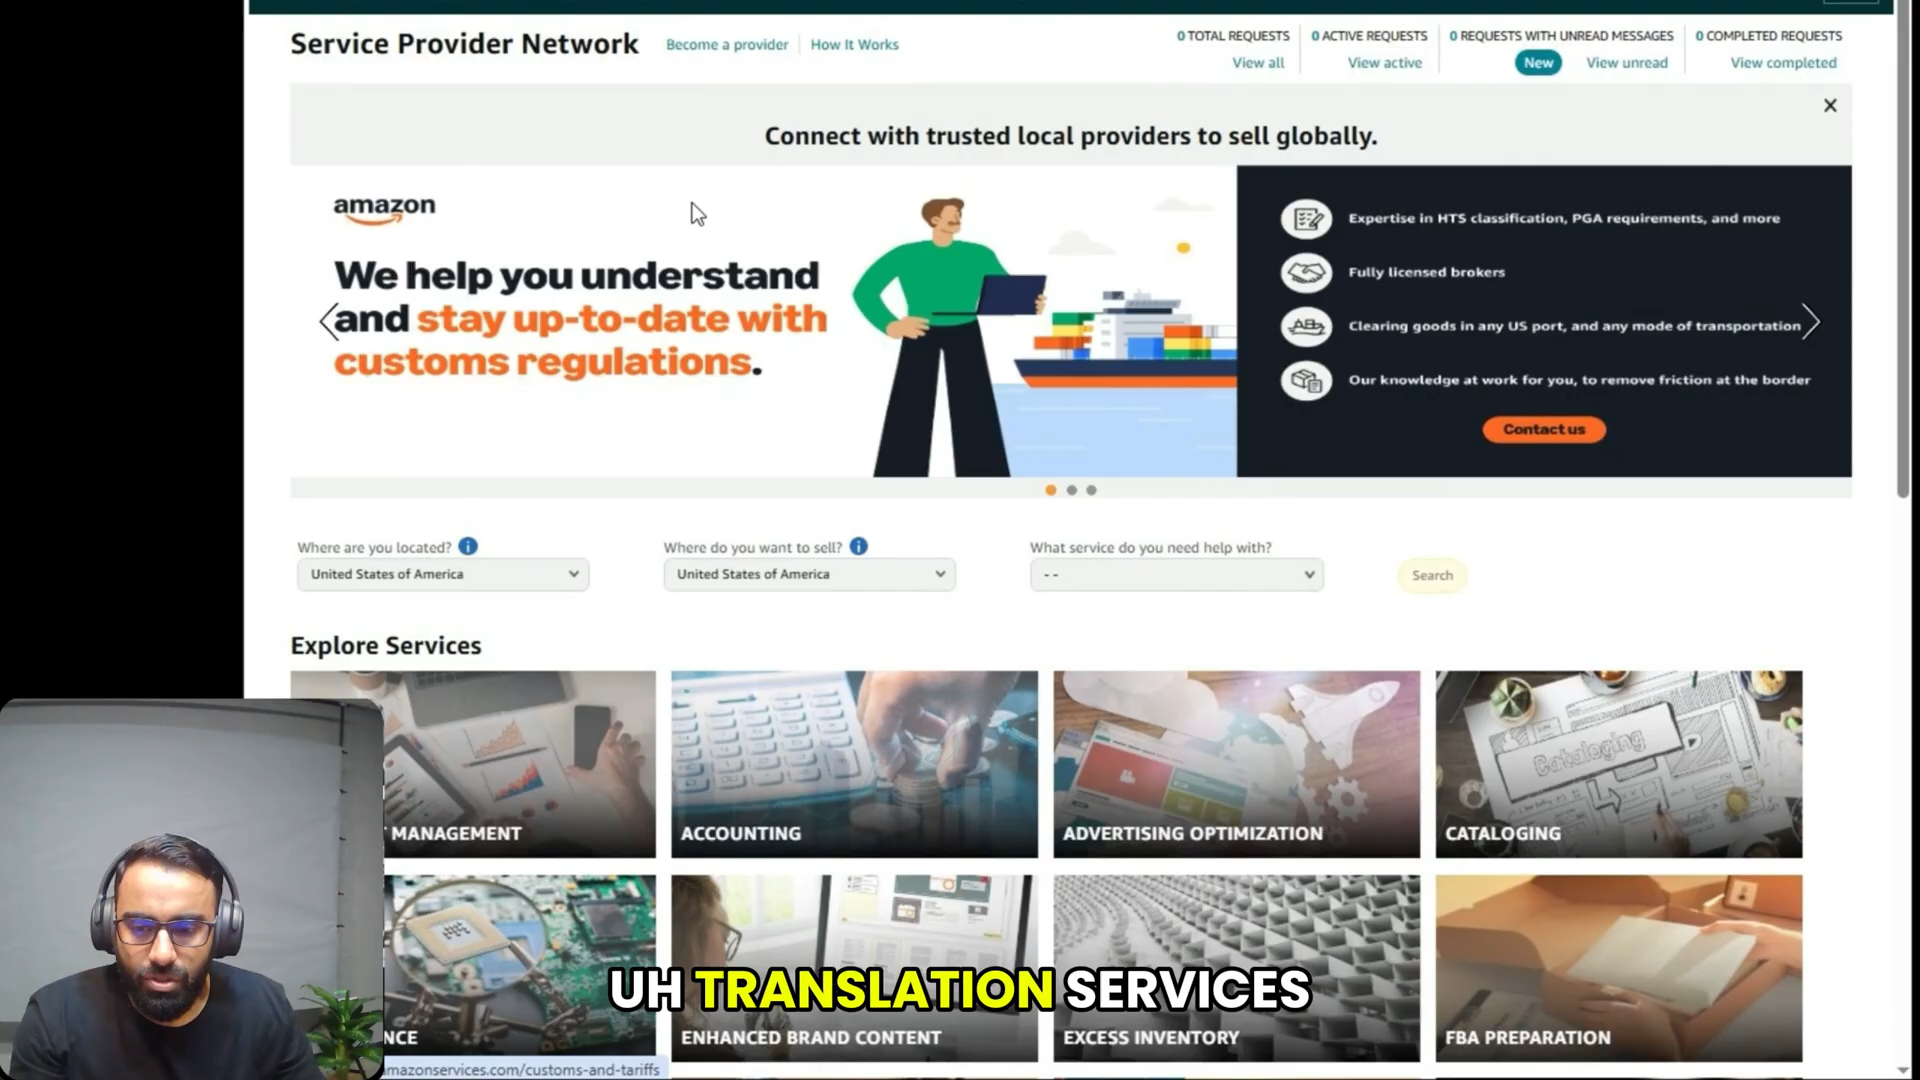 Service Provider Network
Become a provider
How It Works
0 TOTAL REQUESTS
View all
0 ACTIVE REQUESTS
View active
0 REQUESTS WITH UNREAD MESSAGES
New
View unread
0 COMPLETED REQUESTS
View completed
Connect with trusted local providers to sell globally.
amazon
We help you understand
and stay up-to-date with
customs regulations.
Expertise in HTS classification, PGA requirements, and more
Fully licensed brokers
Clearing goods in any US port, and any mode of transportation
Our knowledge at work for you, to remove friction at the border
Contact us
Where are you located?
United States of America
Where do you want to sell?
United States of America
What service do you need help with?
--
Search
Explore Services
MANAGEMENT
ACCOUNTING
ADVERTISING OPTIMIZATION
Cataloging
CATALOGING
NCE
ENHANCED BRAND CONTENT
EXCESS INVENTORY
FBA PREPARATION
UH TRANSLATION SERVICES
mazonservices.com/customs-and-tariffs